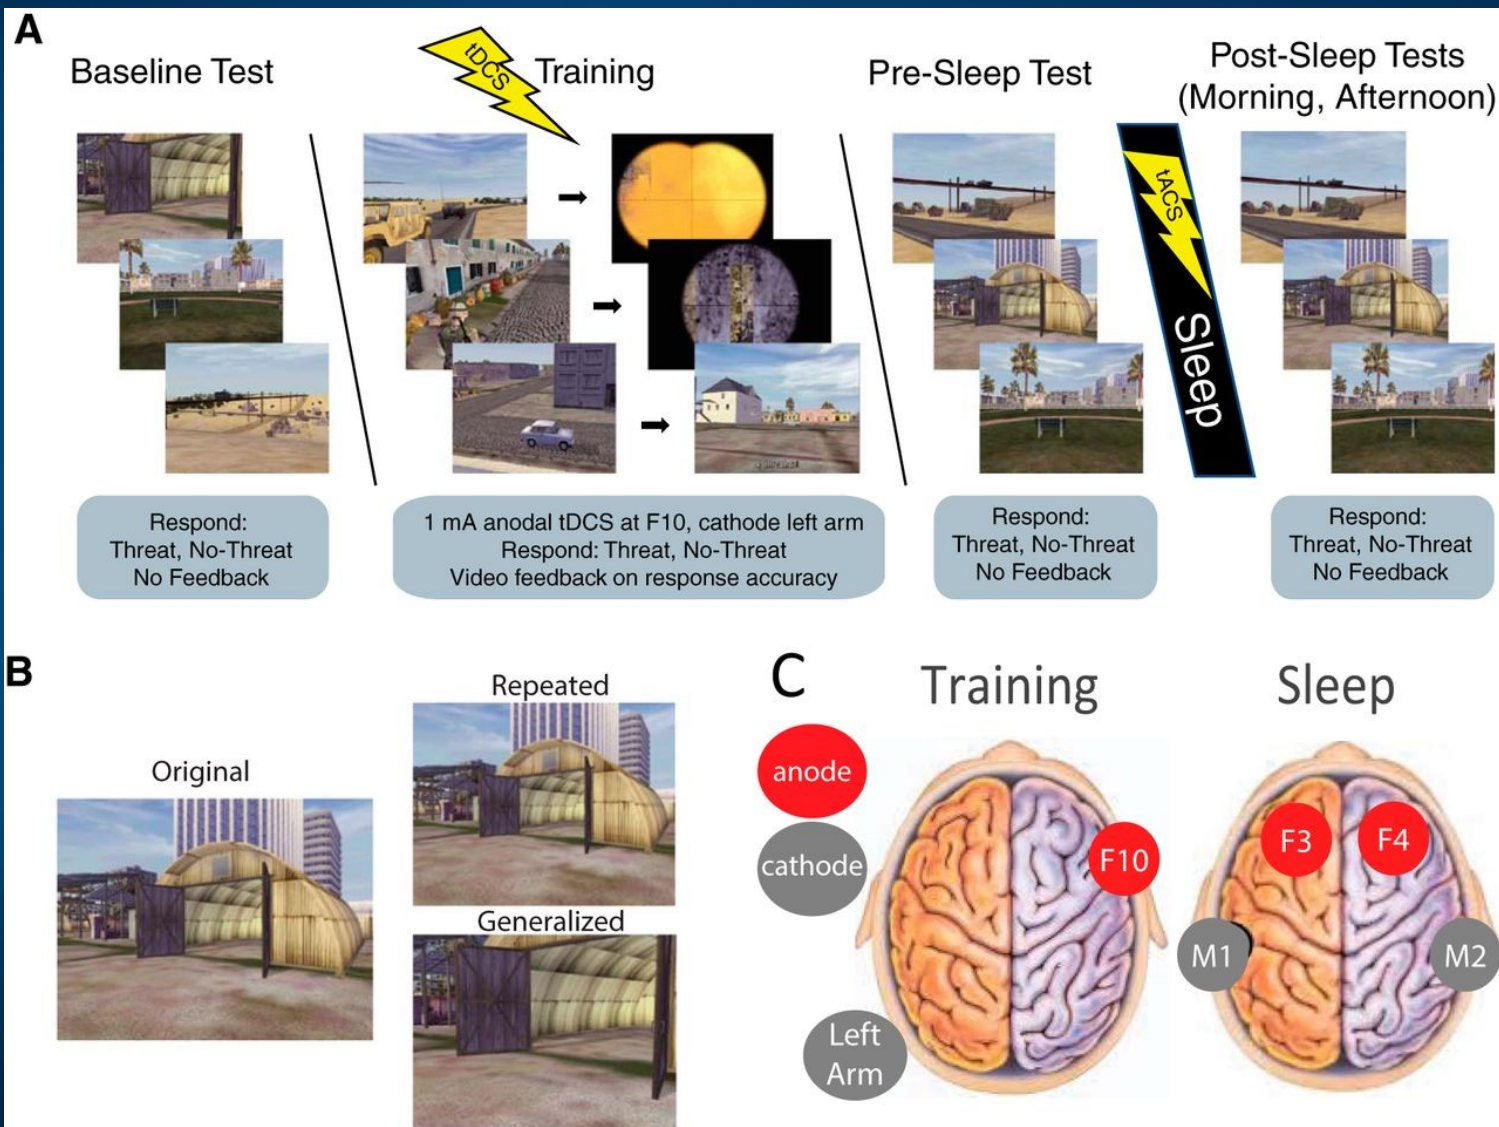 A
Baseline Test
tDCS
Training
Pre-Sleep Test
Post-Sleep Tests
(Morning, Afternoon)
tACS
Sleep
Respond:
Threat, No-Threat
No Feedback
1 mA anodal tDCS at F10, cathode left arm
Respond: Threat, No-Threat
Video feedback on response accuracy
Respond:
Threat, No-Threat
No Feedback
Respond:
Threat, No-Threat
No Feedback
B
Original
Repeated
Generalized
C
Training
Sleep
anode
cathode
F10
Left
Arm
F3
F4
M1
M2